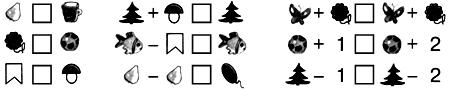 + +  +
− + 1 + 2
− − 1 − 2